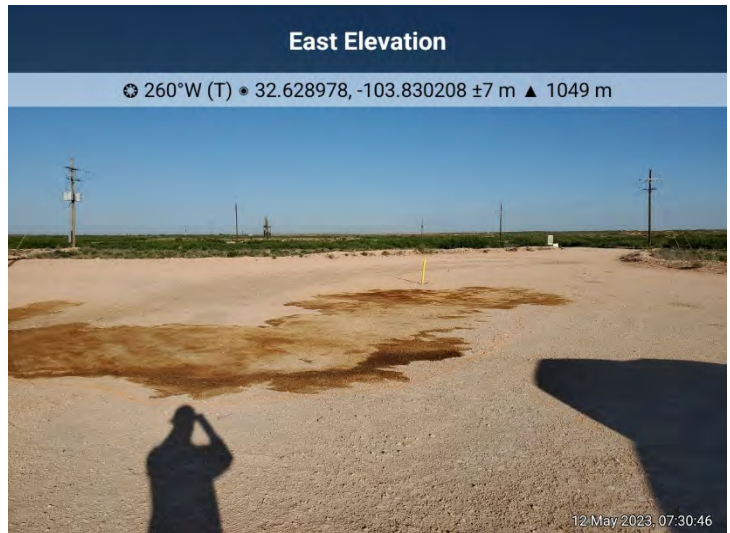 East Elevation
260°W (T) ● 32.628978, -103.830208 ±7 m ▲ 1049 m
12 May 2023, 07:30:46